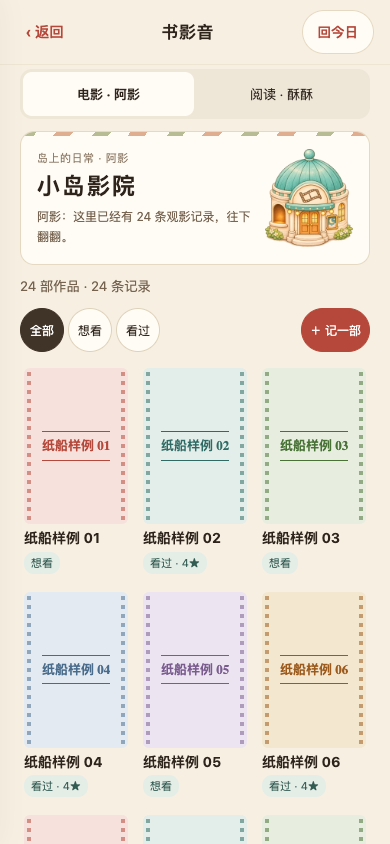 ‹ 返回
书影音
回今日
电影 · 阿影
阅读 · 酥酥
岛上的日常 · 阿影
小岛影院
阿影：这里已经有 24 条观影记录，往下
翻翻。
24 部作品 · 24 条记录
全部
想看
看过
+ 记一部
纸船样例 01
纸船样例 02
纸船样例 03
纸船样例 01
纸船样例 02
纸船样例 03
想看
看过 · 4★
想看
纸船样例 04
纸船样例 05
纸船样例 06
纸船样例 04
纸船样例 05
纸船样例 06
看过 · 4★
想看
看过 · 4★